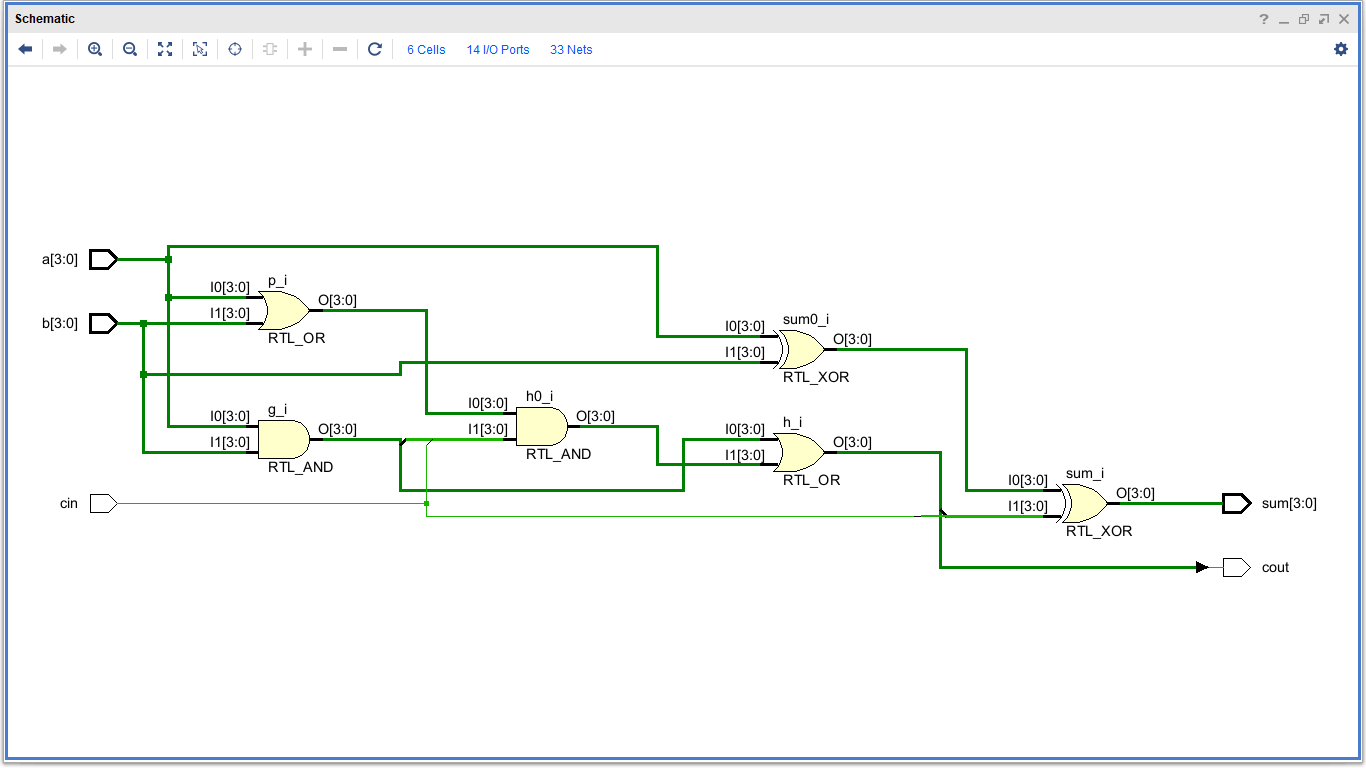 Schematic
?
6 Cells 14 I/O Ports 33 Nets
a[3:0]
p_i
I0[3:0] O[3:0]
b[3:0] I1[3:0]
RTL_OR
sum0_i
I0[3:0] O[3:0]
I1[3:0]
RTL_XOR
g_i
I0[3:0] O[3:0]
I1[3:0]
RTL_AND
h0_i
I0[3:0] O[3:0]
I1[3:0]
RTL_AND
h_i
I0[3:0] O[3:0]
I1[3:0]
RTL_OR
cin
sum_i
I0[3:0] O[3:0] sum[3:0]
I1[3:0]
RTL_XOR
cout